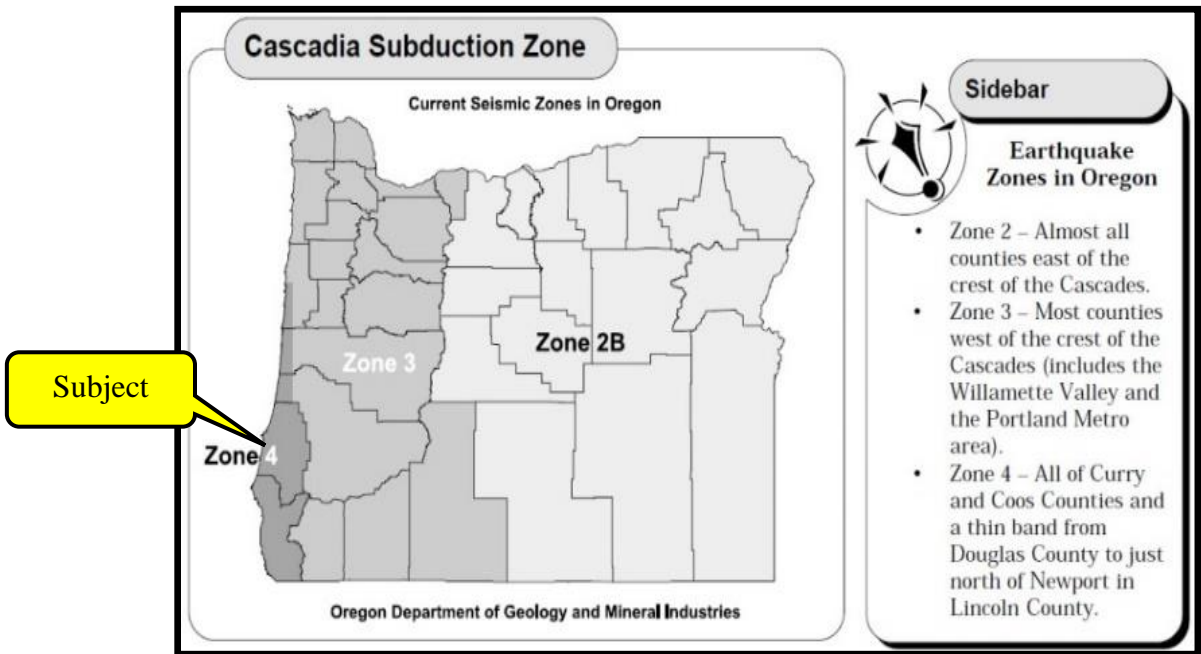 Cascadia Subduction Zone
Current Seismic Zones in Oregon
Zone 3
Zone 2B
Zone 4
Subject
Oregon Department of Geology and Mineral Industries
Sidebar
Earthquake
Zones in Oregon
• Zone 2 – Almost all
counties east of the
crest of the Cascades.
• Zone 3 – Most counties
west of the crest of the
Cascades (includes the
Willamette Valley and
the Portland Metro
area).
• Zone 4 – All of Curry
and Coos Counties and
a thin band from
Douglas County to just
north of Newport in
Lincoln County.